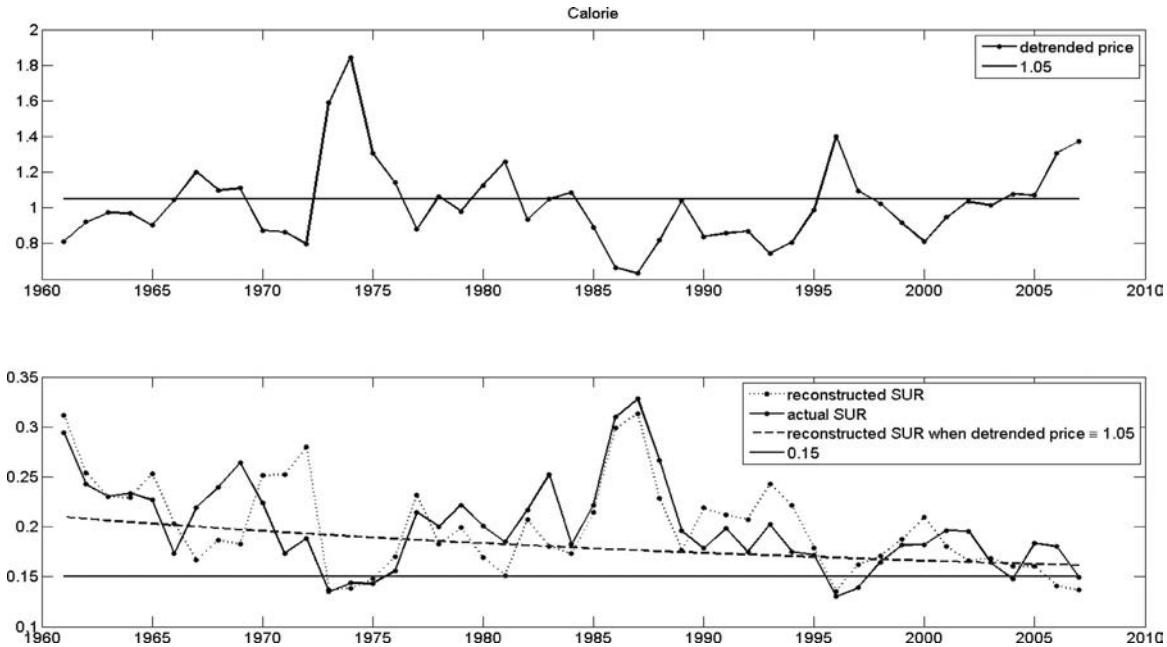 Calorie
2
1.8
1.6
1.4
1.2
1
0.8
detrended price
1.05
1960 1965 1970 1975 1980 1985 1990 1995 2000 2005 2010
0.35
0.3
0.25
0.2
0.15
0.1
reconstructed SUR
actual SUR
reconstructed SUR when detrended price ≡ 1.05
0.15
1960 1965 1970 1975 1980 1985 1990 1995 2000 2005 2010